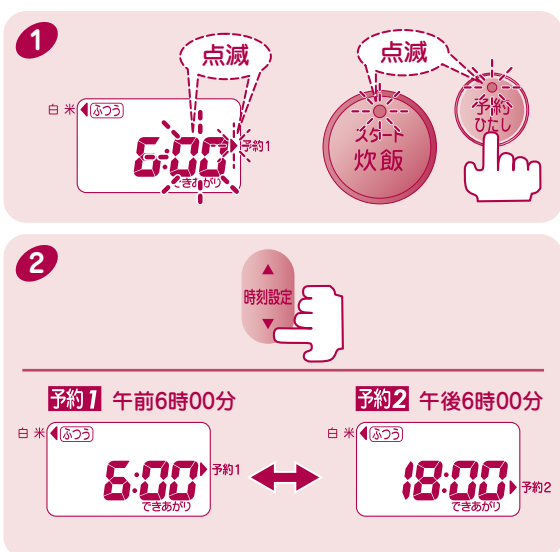 1
点滅
点滅
白米 ふつう
6:00 予約1
できあがり
スタート
炊飯
予約
ひたし
2
時刻設定
予約1 午前6時00分
白米 ふつう
6:00 予約1
できあがり
予約2 午後6時00分
白米 ふつう
18:00 予約2
できあがり